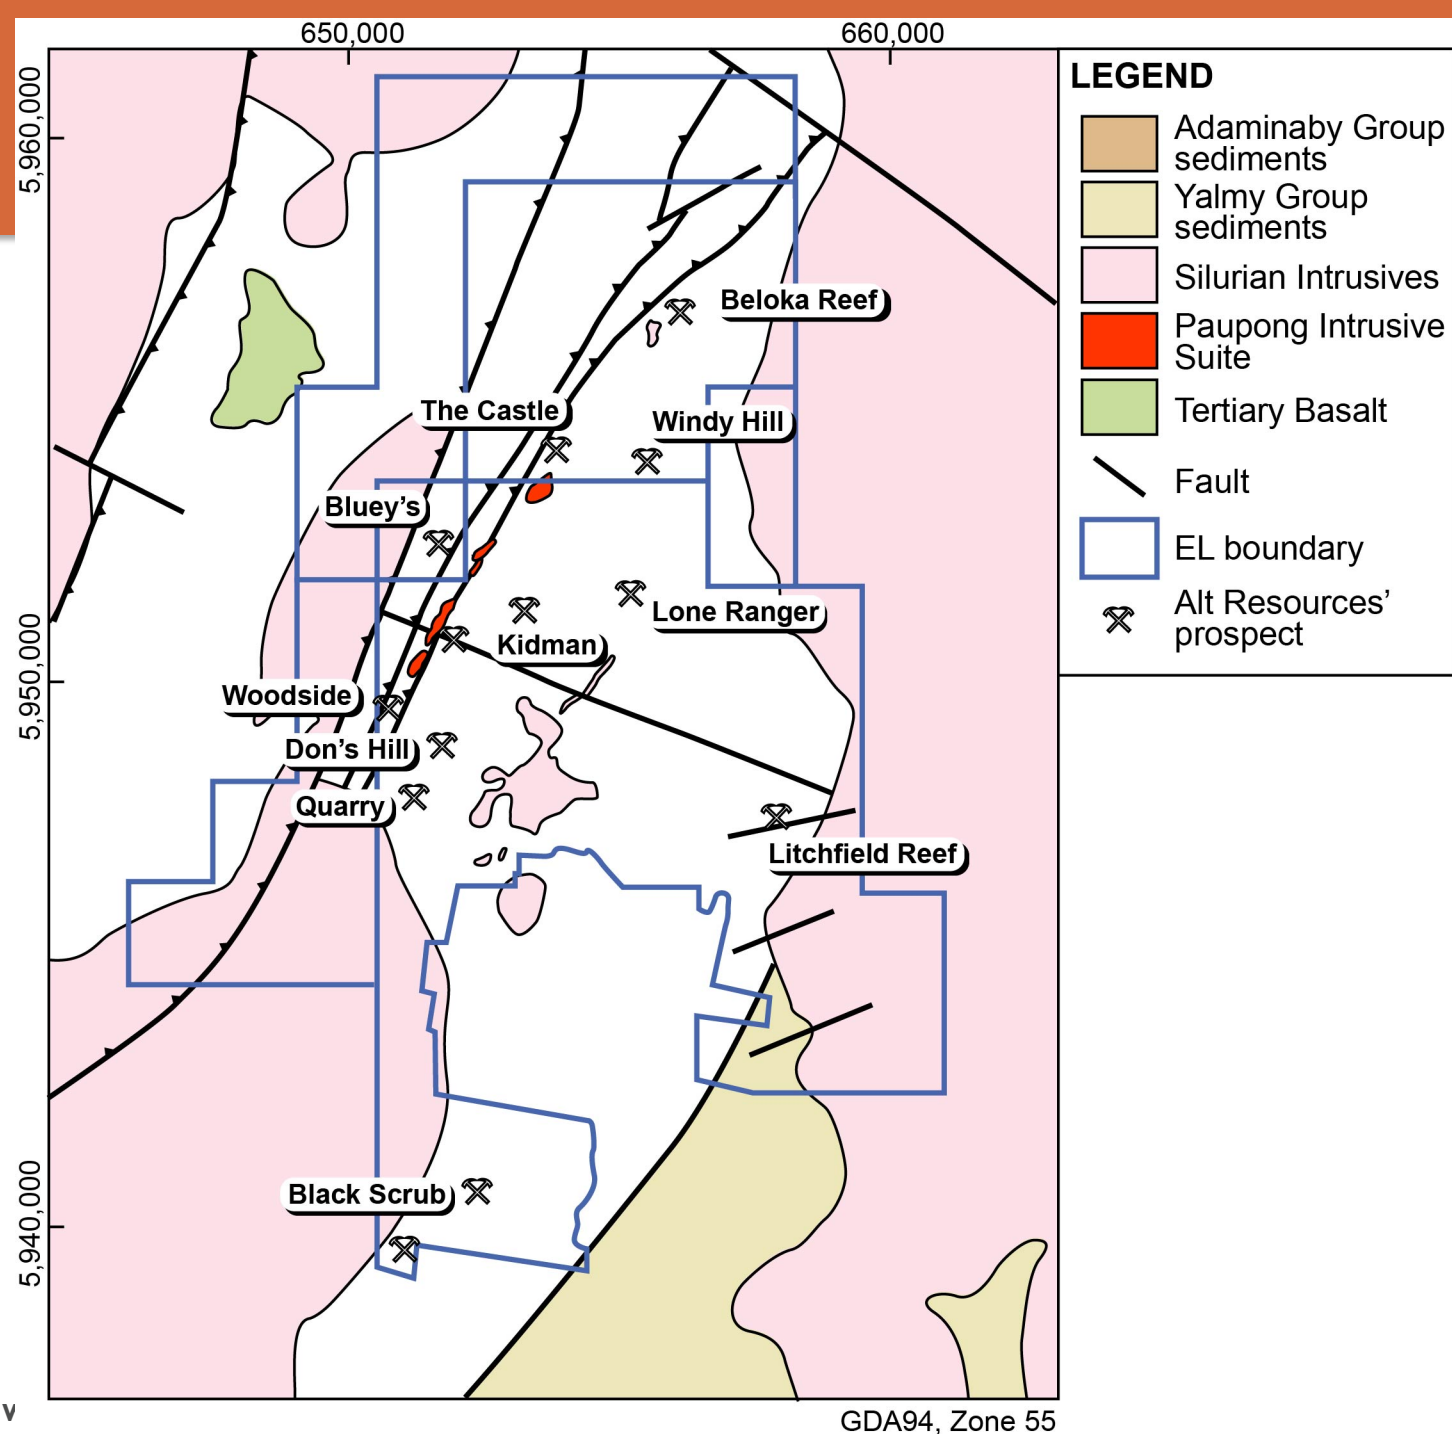 650,000
660,000
5,960,000
5,950,000
5,940,000
Beloka Reef
The Castle
Windy Hill
Bluey's
Lone Ranger
Kidman
Woodside
Don's Hill
Quarry
Litchfield Reef
Black Scrub
LEGEND
Adaminaby Group
sediments
Yalmy Group
sediments
Silurian Intrusives
Paupong Intrusive
Suite
Tertiary Basalt
Fault
EL boundary
Alt Resources'
prospect
GDA94, Zone 55